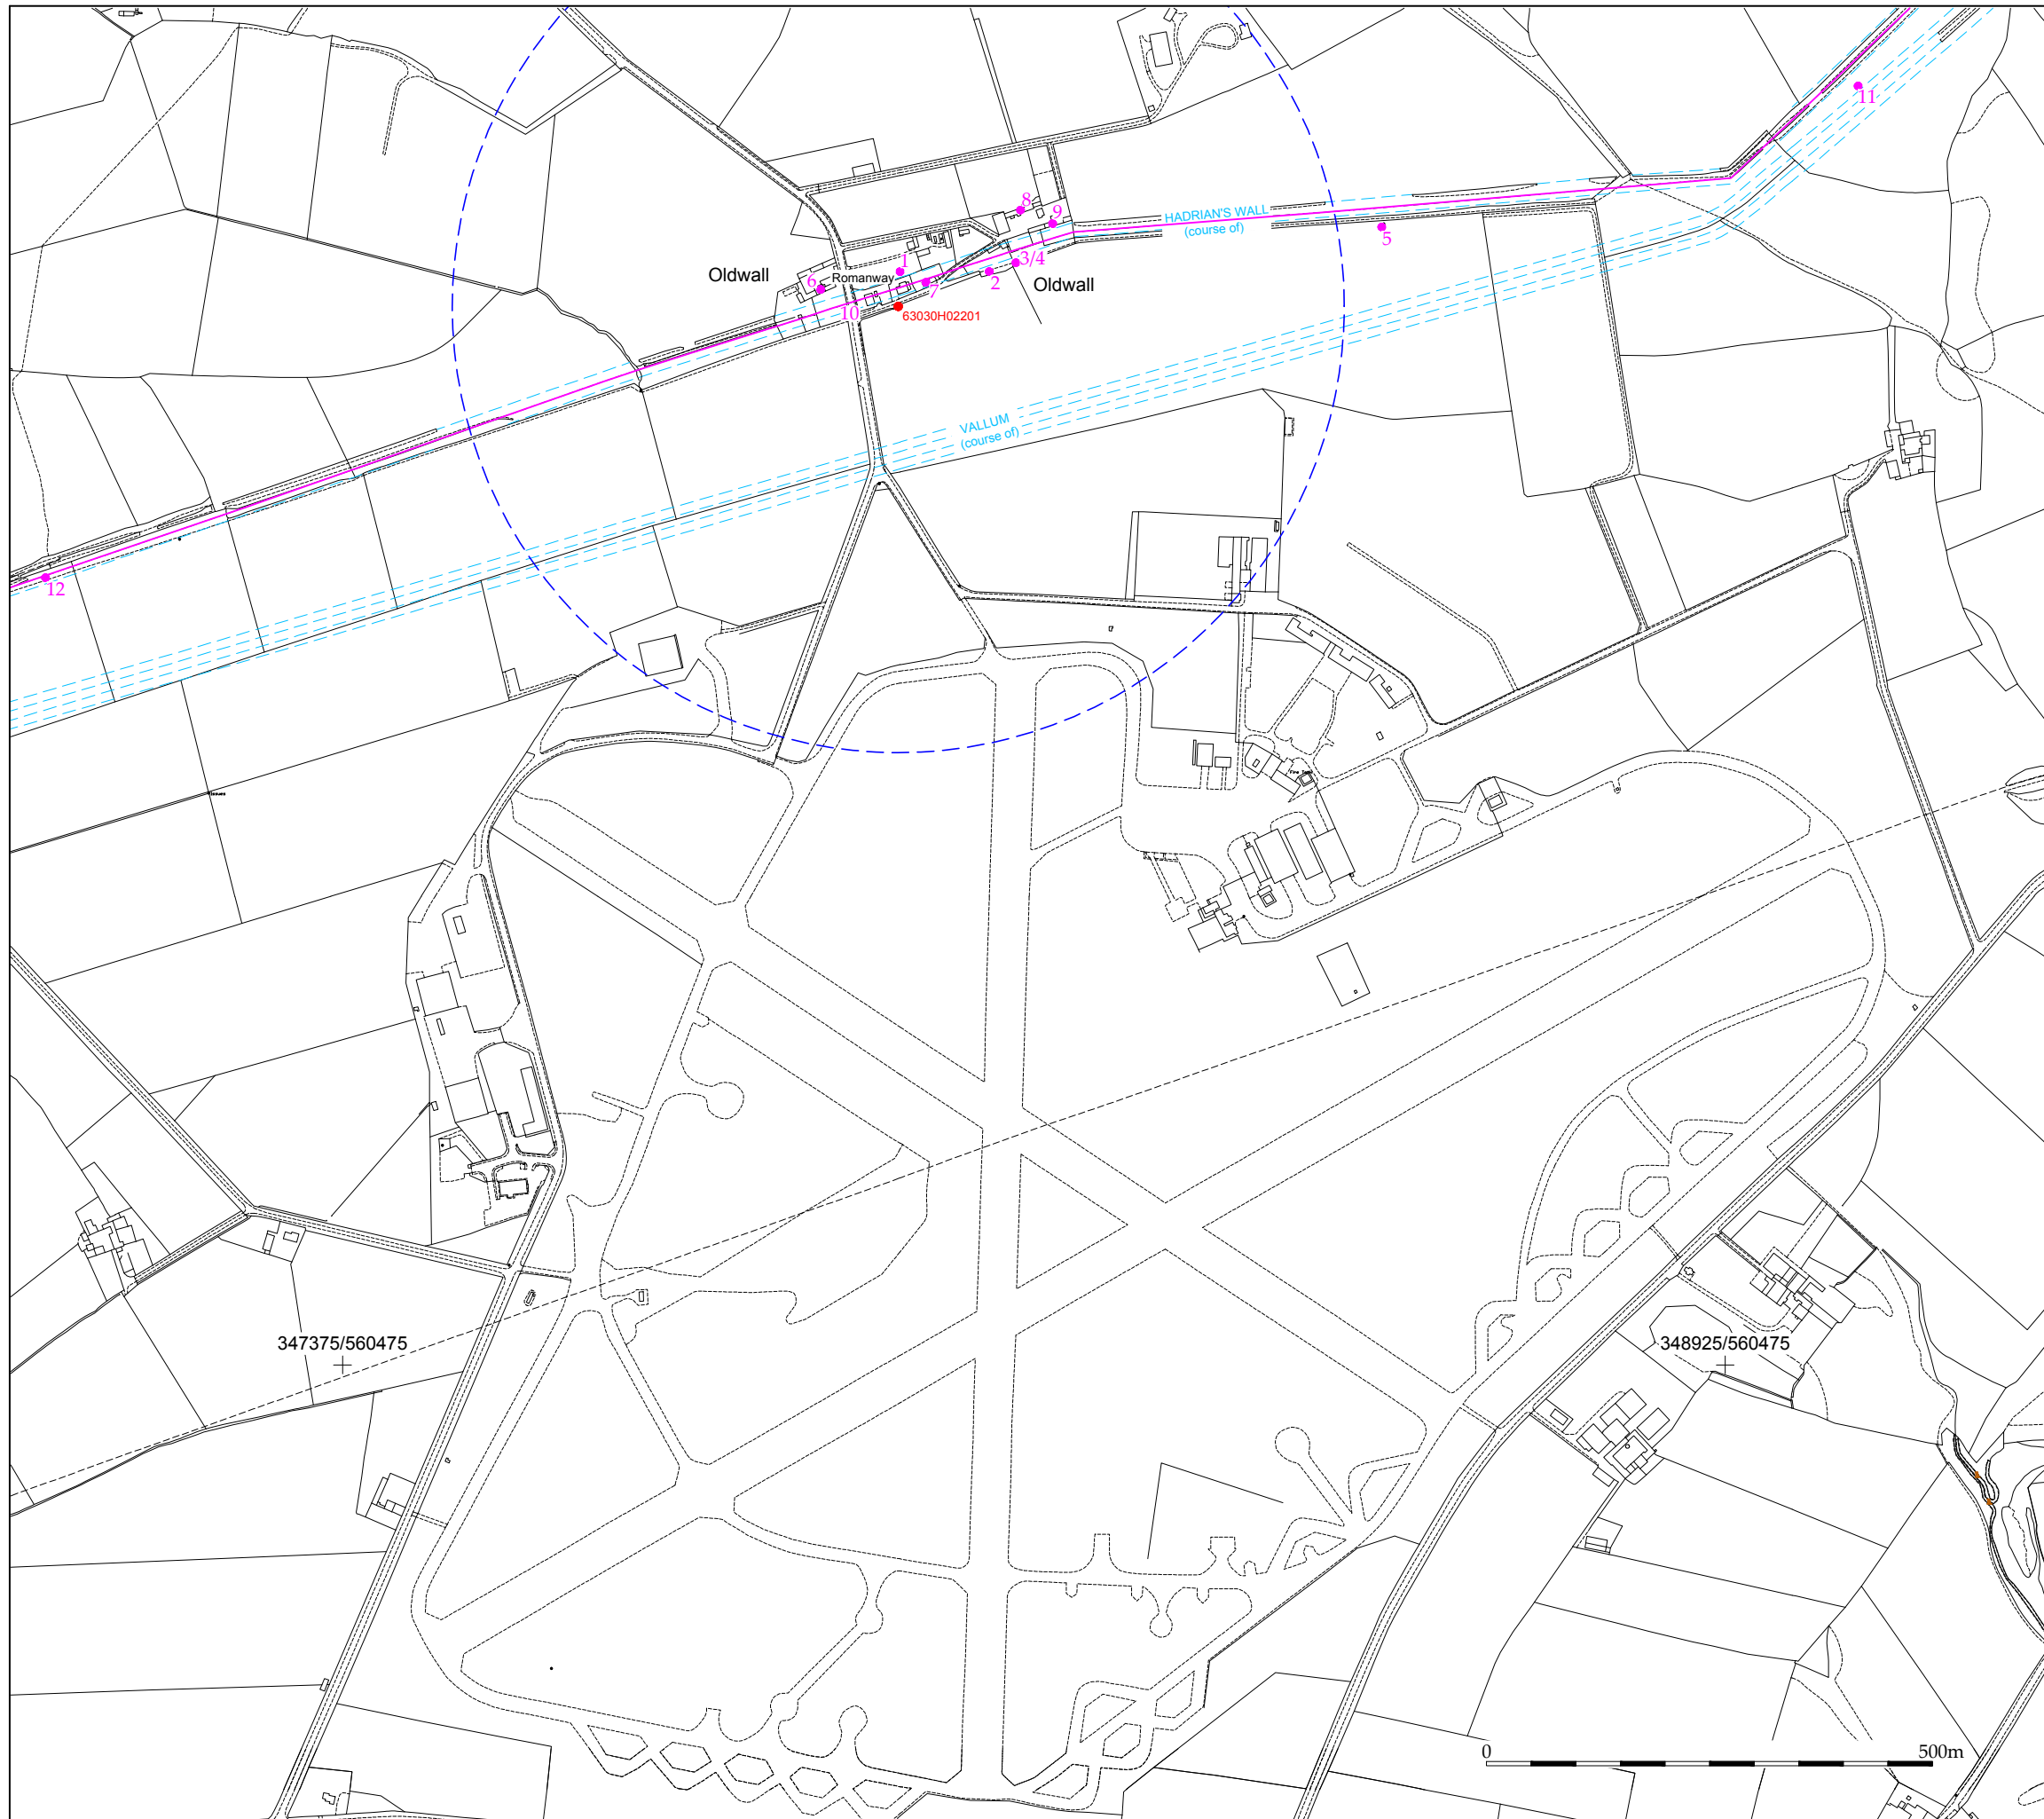 11
8
9
HADRIAN'S WALL
(course of)
5
3/4
1
Oldwall
Romanway
6
2
Oldwall
7
10
63030H02201
VALLUM
(course of)
12
347375/560475
348925/560475
0
500m